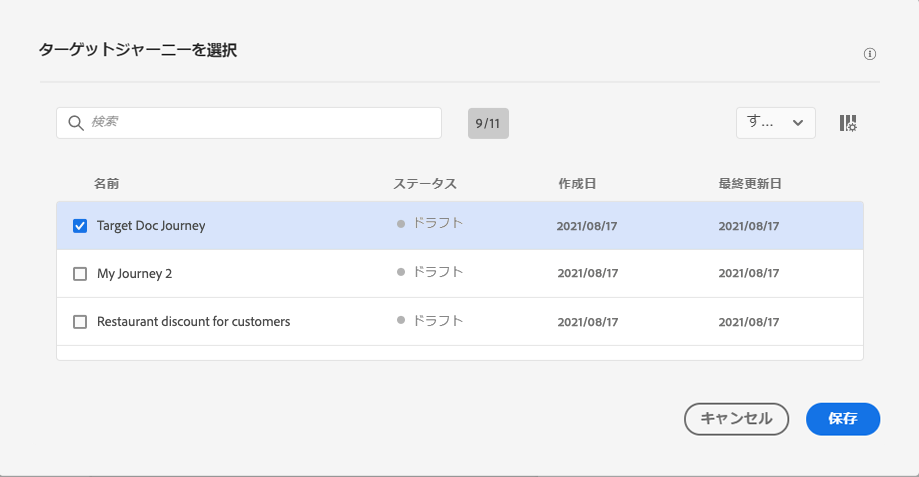 ターゲットジャーニーを選択
検索
9/11
す...
名前 ステータス 作成日 最終更新日
Target Doc Journey ドラフト 2021/08/17 2021/08/17
My Journey 2 ドラフト 2021/08/17 2021/08/17
Restaurant discount for customers ドラフト 2021/08/17 2021/08/17
キャンセル 保存